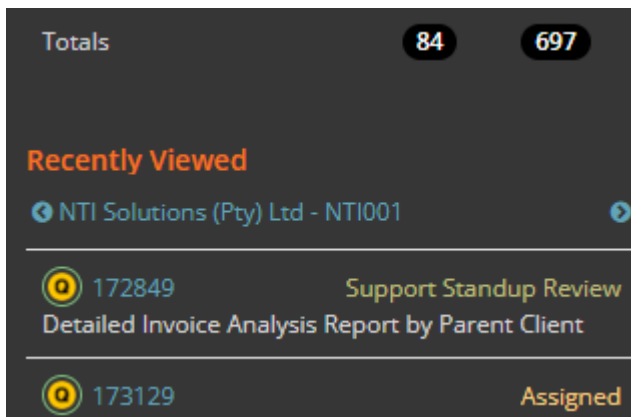 Totals 84 697
Recently Viewed
NTI Solutions (Pty) Ltd - NTI001
Q 172849 Support Standup Review
Detailed Invoice Analysis Report by Parent Client
Q 173129 Assigned